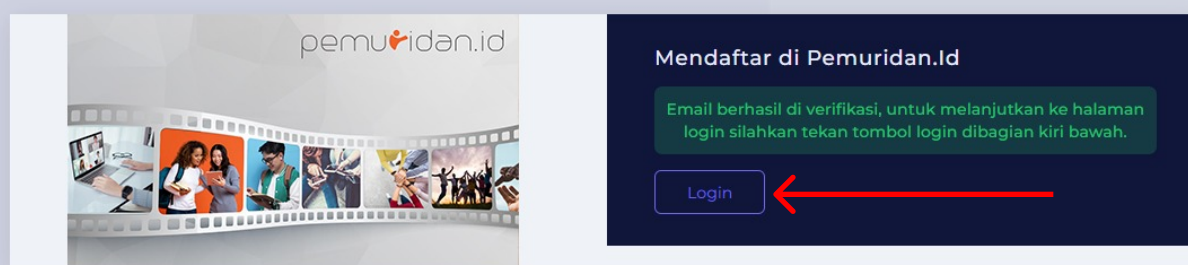 pemuridan.id
Mendaftar di Pemuridan.Id
Email berhasil di verifikasi, untuk melanjutkan ke halaman
login silahkan tekan tombol login dibagian kiri bawah.
Login